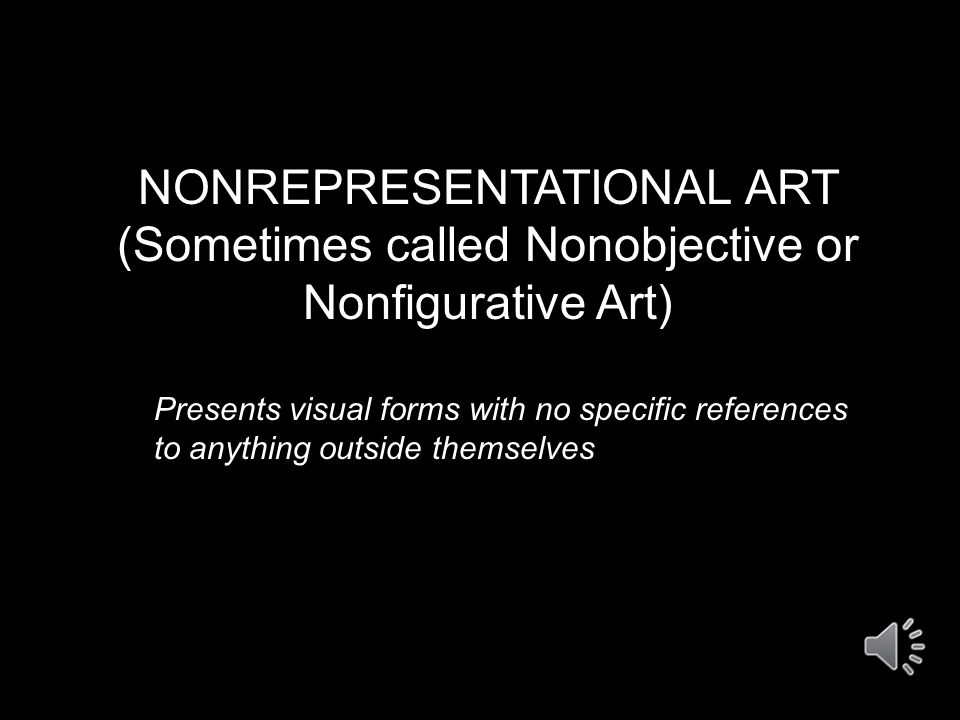 NONREPRESENTATIONAL ART
(Sometimes called Nonobjective or
Nonfigurative Art)
Presents visual forms with no specific references
to anything outside themselves